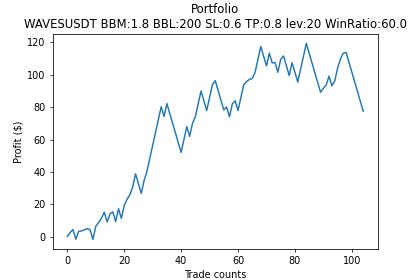 Portfolio
WAVESUSDT BBM:1.8 BBL:200 SL:0.6 TP:0.8 lev:20 WinRatio:60.0
120
100
80
60
40
20
0
Profit ($)
0 20 40 60 80 100
Trade counts